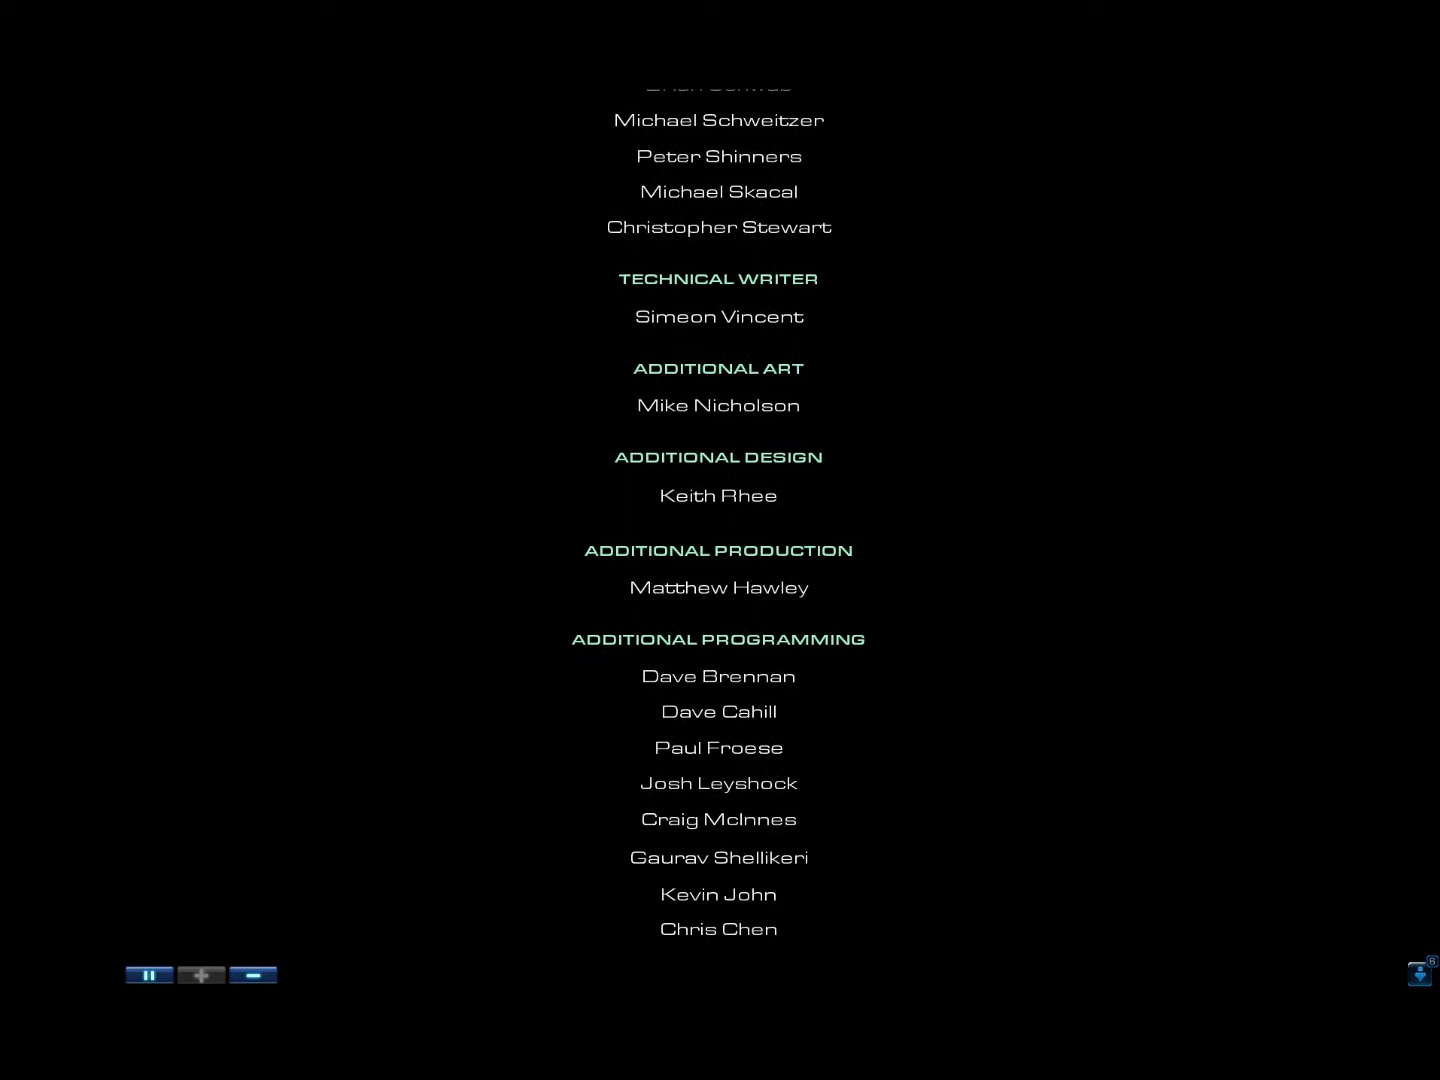 Michael Schweitzer
Peter Shinners
Michael Skacal
Christopher Stewart
TECHNICAL WRITER
Simeon Vincent
ADDITIONAL ART
Mike Nicholson
ADDITIONAL DESIGN
Keith Rhee
ADDITIONAL PRODUCTION
Matthew Hawley
ADDITIONAL PROGRAMMING
Dave Brennan
Dave Cahill
Paul Froese
Josh Leyshock
Craig McInnes
Gaurav Shellikeri
Kevin John
Chris Chen
6